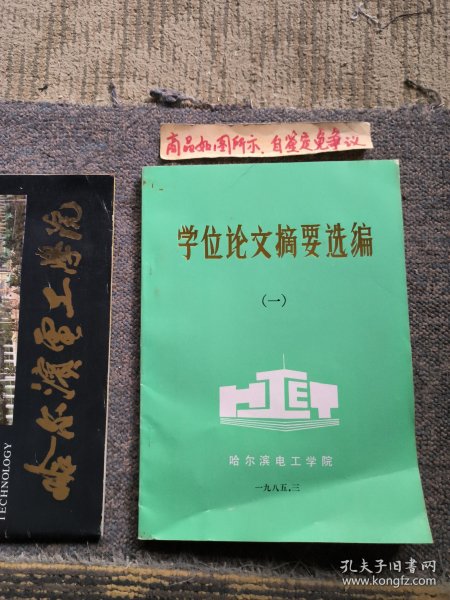 商品如图所示，自鉴定免争议
学位论文摘要选编
（一）
HIET
哈尔滨电工学院
一九八五.三
哈尔滨电工学院
TECHNOLOGY
孔夫子旧书网
www.kongfz.com